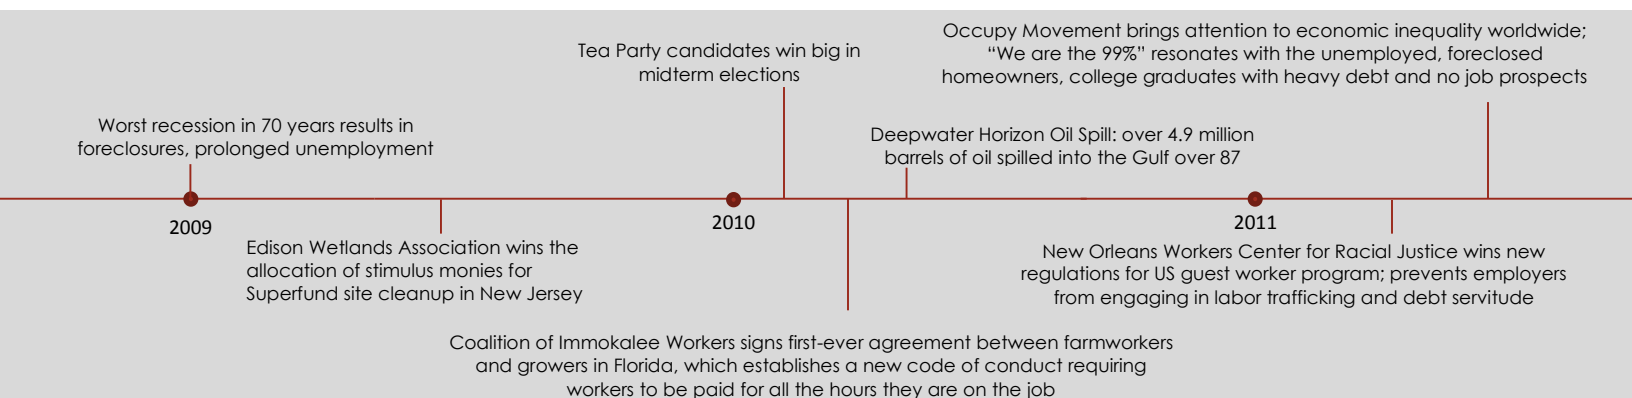 Occupy Movement brings attention to economic inequality worldwide;
“We are the 99%” resonates with the unemployed, foreclosed
homeowners, college graduates with heavy debt and no job prospects
Tea Party candidates win big in
midterm elections
Worst recession in 70 years results in
foreclosures, prolonged unemployment
Deepwater Horizon Oil Spill: over 4.9 million
barrels of oil spilled into the Gulf over 87
2009
2010
2011
Edison Wetlands Association wins the
allocation of stimulus monies for
Superfund site cleanup in New Jersey
New Orleans Workers Center for Racial Justice wins new
regulations for US guest worker program; prevents employers
from engaging in labor trafficking and debt servitude
Coalition of Immokalee Workers signs first-ever agreement between farmworkers
and growers in Florida, which establishes a new code of conduct requiring
workers to be paid for all the hours they are on the job